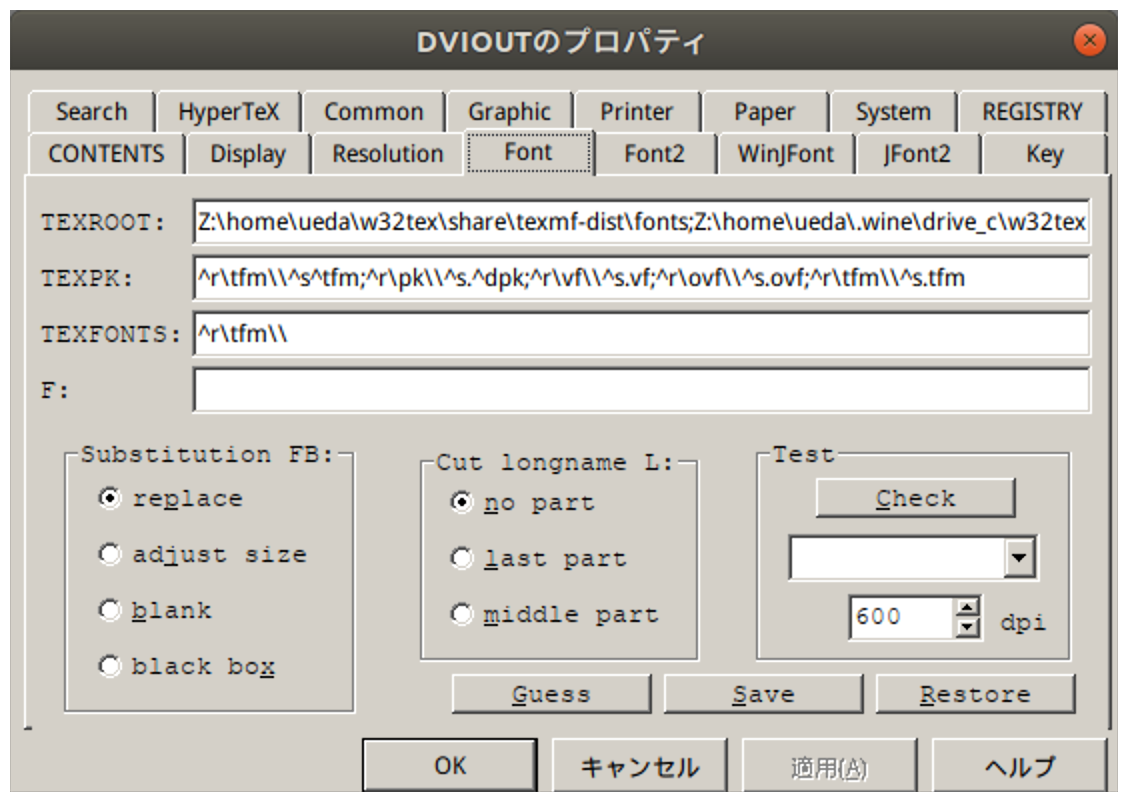 DVIOUTのプロパティ
Search HyperTeX Common Graphic Printer Paper System REGISTRY
CONTENTS Display Resolution Font Font2 WinJFont JFont2 Key
TEXROOT: Z:\home\ueda\w32tex\share\texmf-dist\fonts;Z:\home\ueda\.wine\drive_c\w32tex
TEXPK: ^r\tfm\\^s^tfm;^r\pk\\^s.^dpk;^r\vf\\^s.vf;^r\ovf\\^s.ovf;^r\tfm\\^s.tfm
TEXFONTS: ^r\tfm\\
F:
Substitution FB:
replace
adjust size
blank
black box
Cut longname L:
no part
last part
middle part
Test
Check
600 dpi
Guess Save Restore
OK キャンセル 適用(A) ヘルプ